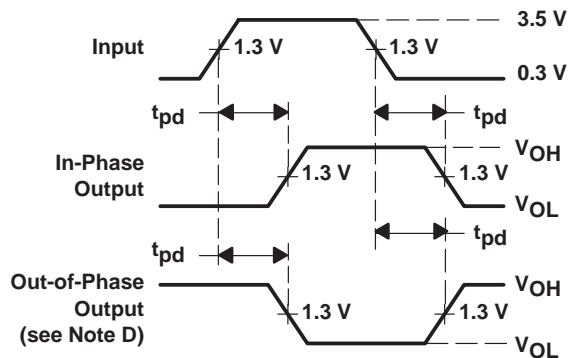 3.5 V
Input
1.3 V
1.3 V
0.3 V
tpd
tpd
VOH
In-Phase
Output
1.3 V
1.3 V
VOL
tpd
tpd
Out-of-Phase
Output
(see Note D)
VOH
1.3 V
1.3 V
VOL